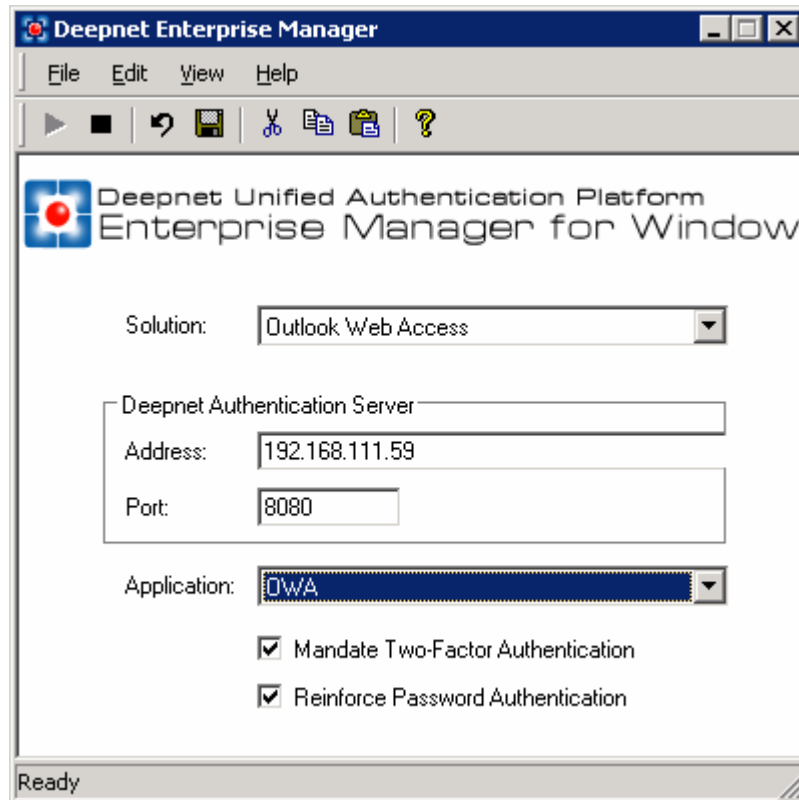 Deepnet Enterprise Manager
File Edit View Help
Deepnet Unified Authentication Platform
Enterprise Manager for Window
Solution: Outlook Web Access
Deepnet Authentication Server
Address: 192.168.111.59
Port: 8080
Application: OWA
Mandate Two-Factor Authentication
Reinforce Password Authentication
Ready